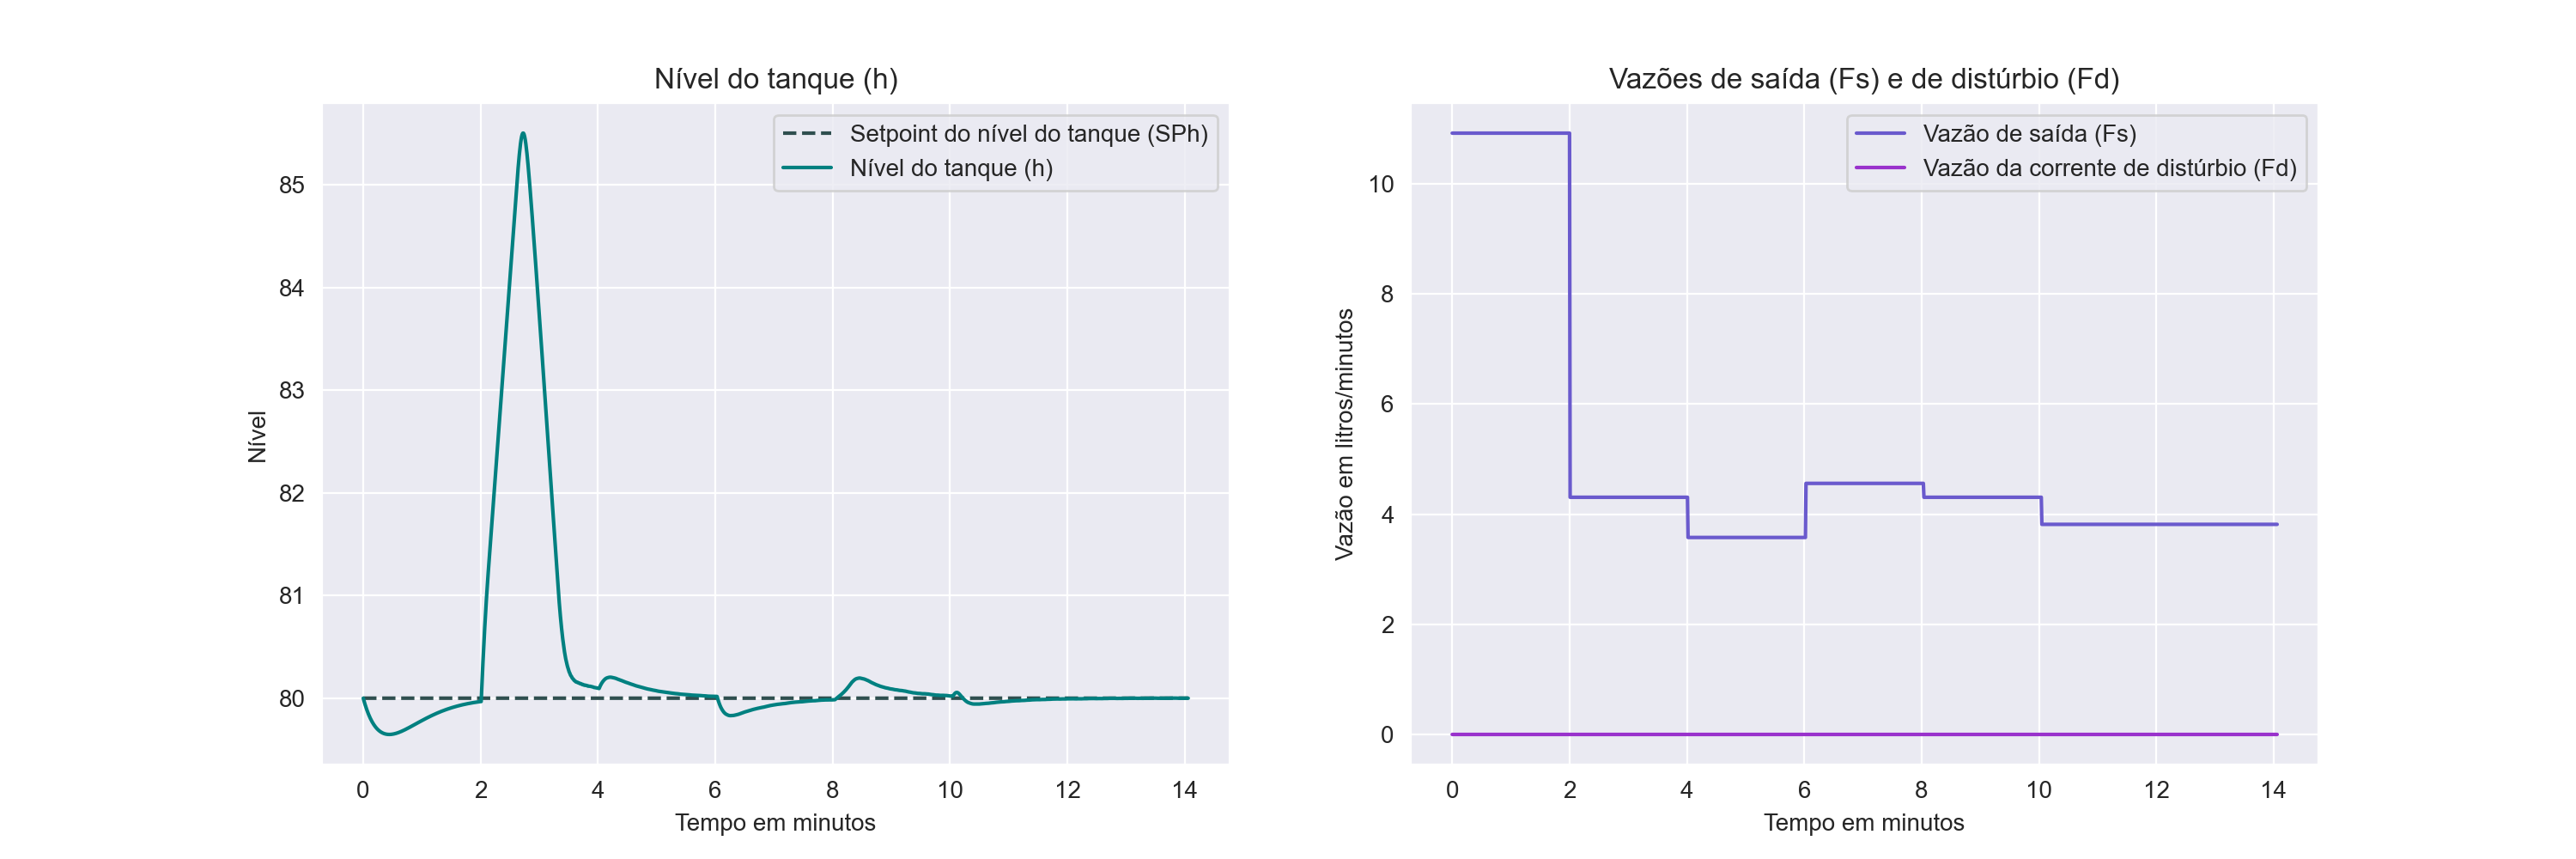 Nível do tanque (h)
Setpoint do nível do tanque (SPh)
Nível do tanque (h)
85
84
83
82
81
80
Nível
0 2 4 6 8 10 12 14
Tempo em minutos
Vazões de saída (Fs) e de distúrbio (Fd)
Vazão de saída (Fs)
Vazão da corrente de distúrbio (Fd)
10
8
6
4
2
0
Vazão em litros/minutos
0 2 4 6 8 10 12 14
Tempo em minutos